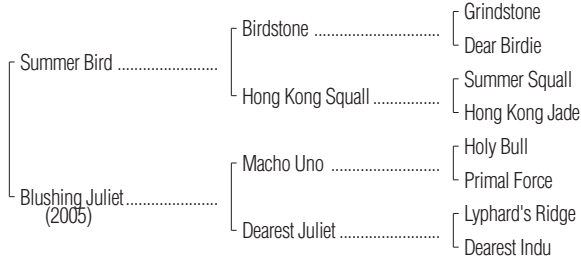 Grindstone
Birdstone ........................
Dear Birdie
Summer Bird ........................
Summer Squall
Hong Kong Squall ................
Hong Kong Jade
Holy Bull
Macho Uno ..........................
Primal Force
Blushing Juliet......................
(2005)
Lyphard's Ridge
Dearest Juliet ........................
Dearest Indu